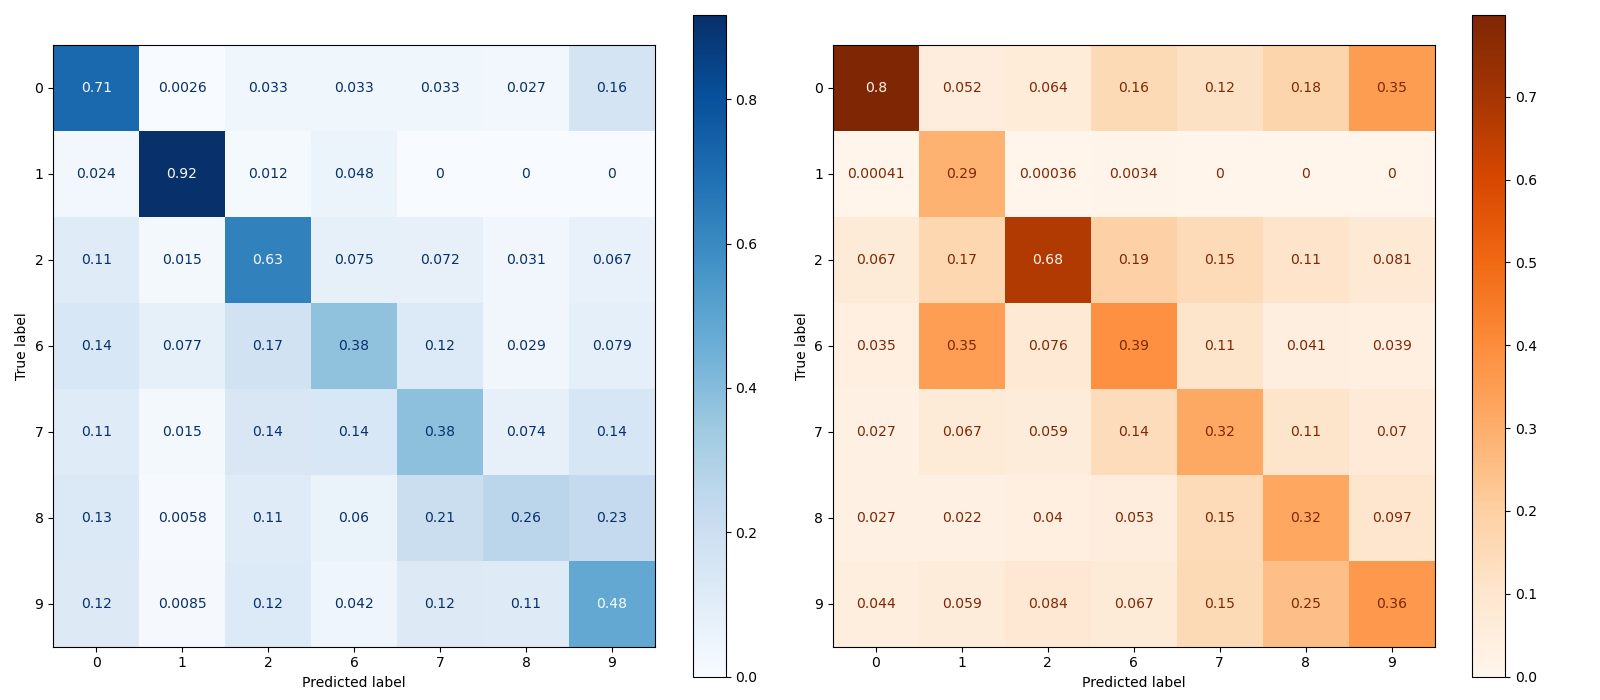 0 0.71 0.0026 0.033 0.033 0.033 0.027 0.16
1 0.024 0.92 0.012 0.048 0 0 0
2 0.11 0.015 0.63 0.075 0.072 0.031 0.067
6 0.14 0.077 0.17 0.38 0.12 0.029 0.079
7 0.11 0.015 0.14 0.14 0.38 0.074 0.14
8 0.13 0.0058 0.11 0.06 0.21 0.26 0.23
9 0.12 0.0085 0.12 0.042 0.12 0.11 0.48
0 1 2 6 7 8 9
Predicted label
True label
0.8
0.6
0.4
0.2
0.0
0 0.8 0.052 0.064 0.16 0.12 0.18 0.35
1 0.00041 0.29 0.00036 0.0034 0 0 0
2 0.067 0.17 0.68 0.19 0.15 0.11 0.081
6 0.035 0.35 0.076 0.39 0.11 0.041 0.039
7 0.027 0.067 0.059 0.14 0.32 0.11 0.07
8 0.027 0.022 0.04 0.053 0.15 0.32 0.097
9 0.044 0.059 0.084 0.067 0.15 0.25 0.36
0 1 2 6 7 8 9
Predicted label
True label
0.7
0.6
0.5
0.4
0.3
0.2
0.1
0.0